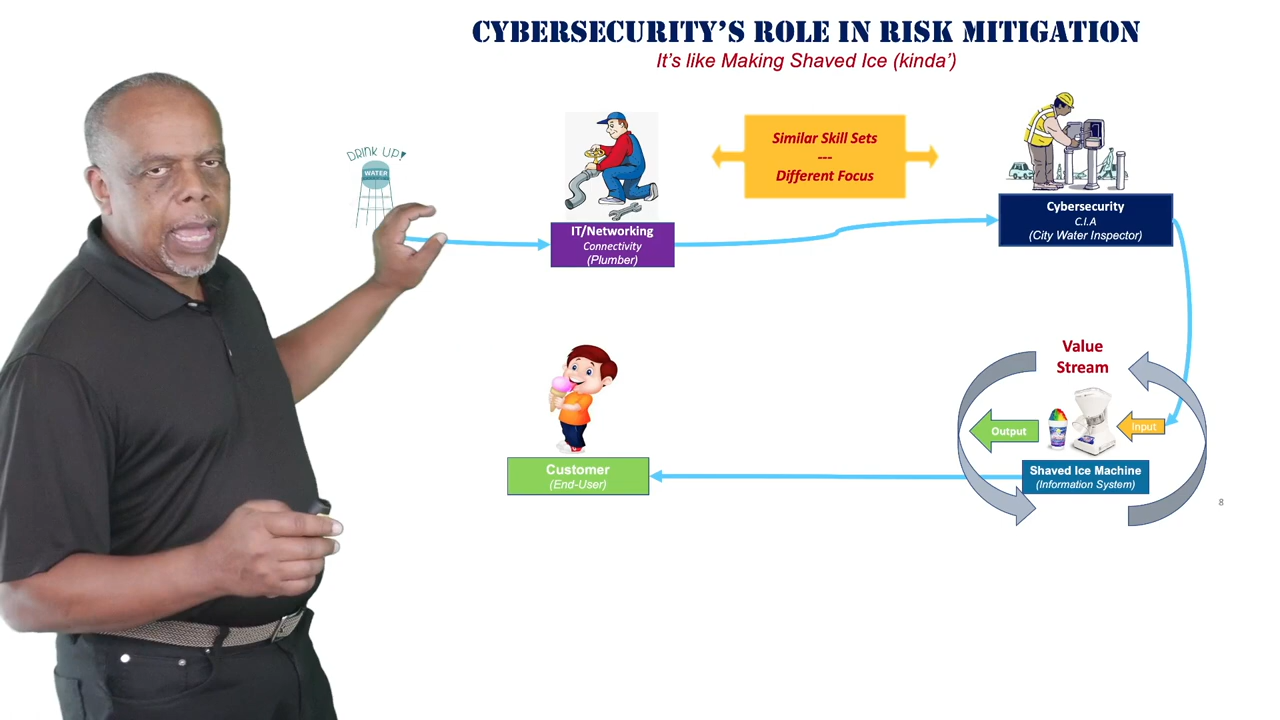 CYBERSECURITY'S ROLE IN RISK MITIGATION
It's like Making Shaved Ice (kinda')
DRINK UP!
WATER
IT/Networking
Connectivity
(Plumber)
Similar Skill Sets
---
Different Focus
Cybersecurity
C.I.A
(City Water Inspector)
Value
Stream
Output
Input
Shaved Ice Machine
(Information System)
Customer
(End-User)
8